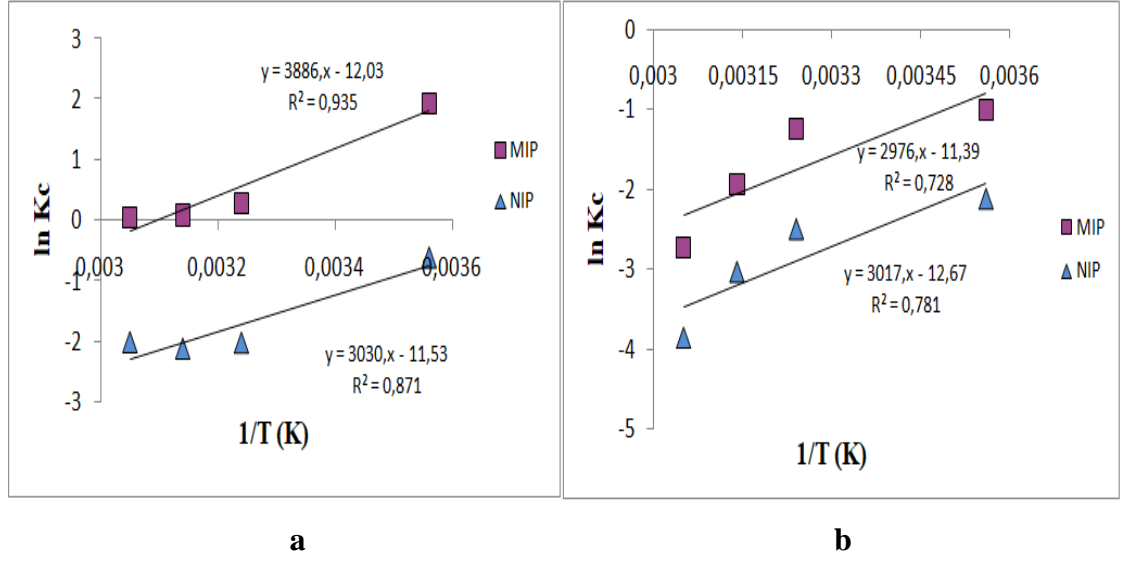 3
2
1
0
-1
-2
-3
0,003
0,0032
0,0034
0,0036
y = 3886,x - 12,03
R² = 0,935
y = 3030,x - 11,53
R² = 0,871
MIP
NIP
ln Kc
1/T (K)
a
0
-1
-2
-3
-4
-5
0,003
0,00315
0,0033
0,00345
0,0036
y = 2976,x - 11,39
R² = 0,728
y = 3017,x - 12,67
R² = 0,781
MIP
NIP
ln Kc
1/T (K)
b